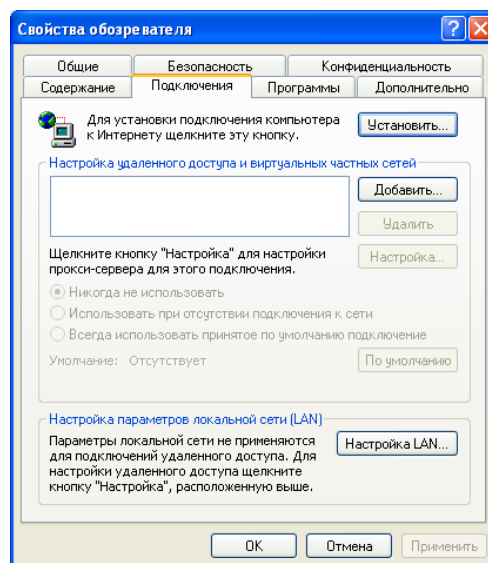 Свойства обозревателя
Общие Безопасность Конфиденциальность
Содержание Подключения Программы Дополнительно
Для установки подключения компьютера
к Интернету щелкните эту кнопку.
Установить...
Настройка удаленного доступа и виртуальных частных сетей
Добавить...
Удалить
Щелкните кнопку "Настройка" для настройки
прокси-сервера для этого подключения.
Настройка...
Никогда не использовать
Использовать при отсутствии подключения к сети
Всегда использовать принятое по умолчанию подключение
Умолчание: Отсутствует По умолчанию
Настройка параметров локальной сети (LAN)
Параметры локальной сети не применяются
для подключений удаленного доступа. Для
настройки удаленного доступа щелкните
кнопку "Настройка", расположенную выше.
Настройка LAN...
OK Отмена Применить